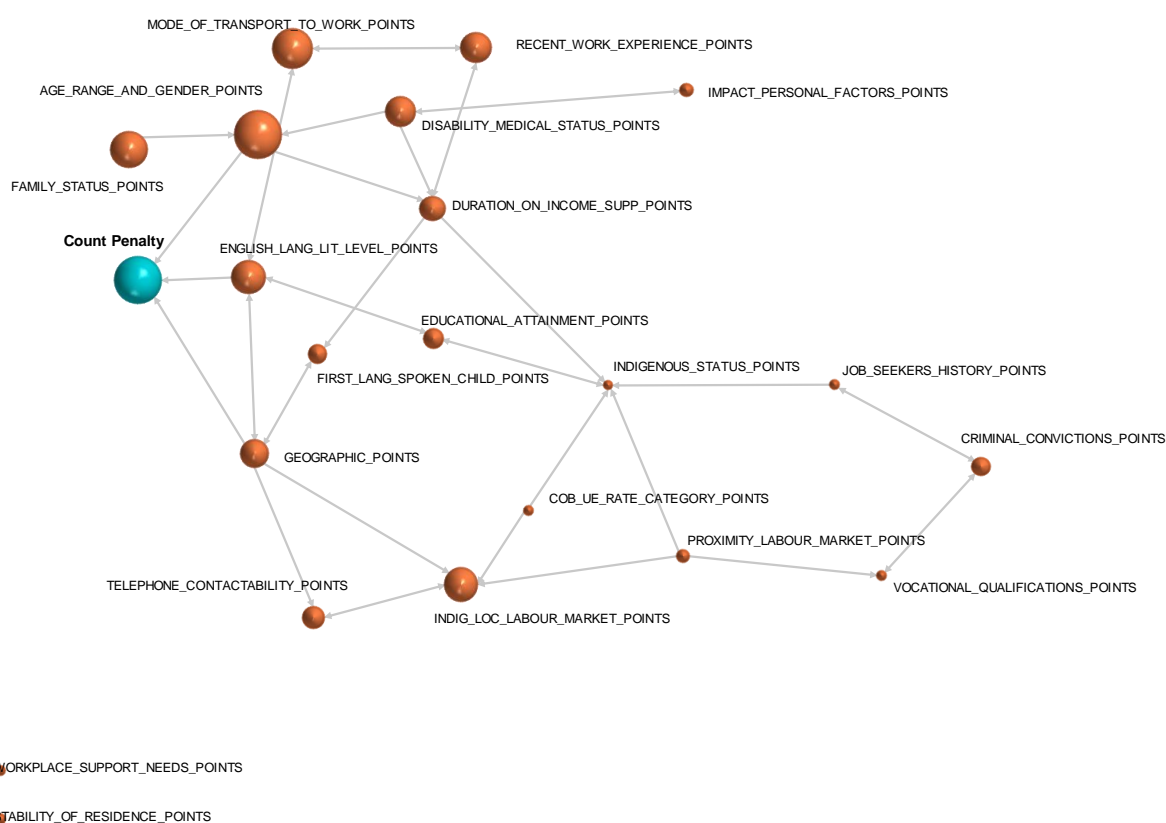 MODE_OF_TRANSPORT_TO_WORK_POINTS
RECENT_WORK_EXPERIENCE_POINTS
AGE_RANGE_AND_GENDER_POINTS
IMPACT_PERSONAL_FACTORS_POINTS
DISABILITY_MEDICAL_STATUS_POINTS
FAMILY_STATUS_POINTS
DURATION_ON_INCOME_SUPP_POINTS
Count Penalty
ENGLISH_LANG_LIT_LEVEL_POINTS
EDUCATIONAL_ATTAINMENT_POINTS
INDIGENOUS_STATUS_POINTS
JOB_SEEKERS_HISTORY_POINTS
FIRST_LANG_SPOKEN_CHILD_POINTS
CRIMINAL_CONVICTIONS_POINTS
GEOGRAPHIC_POINTS
COB_UE_RATE_CATEGORY_POINTS
PROXIMITY_LABOUR_MARKET_POINTS
TELEPHONE_CONTACTABILITY_POINTS
VOCATIONAL_QUALIFICATIONS_POINTS
INDIG_LOC_LABOUR_MARKET_POINTS
WORKPLACE_SUPPORT_NEEDS_POINTS
TABILITY_OF_RESIDENCE_POINTS